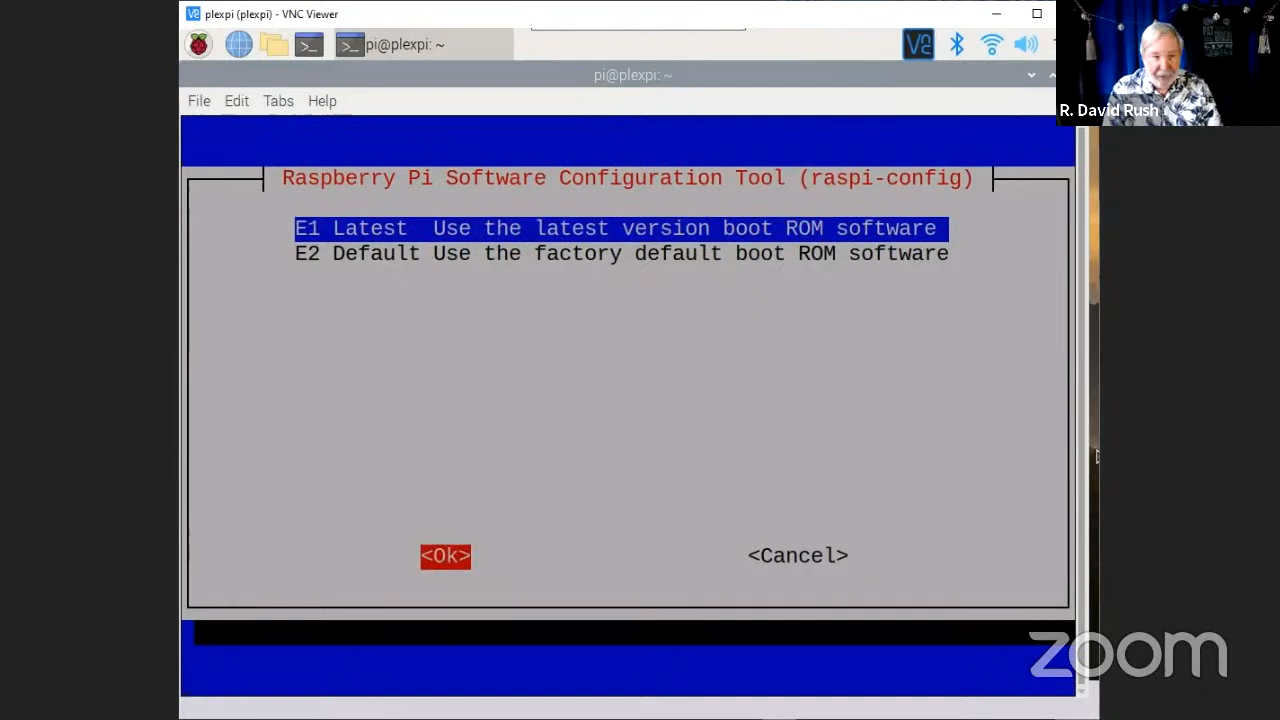 plexpi (plexpi) - VNC Viewer
pi@plexpi: ~
pi@plexpi: ~
File Edit Tabs Help
R. David Rush
Raspberry Pi Software Configuration Tool (raspi-config)
E1 Latest Use the latest version boot ROM software
E2 Default Use the factory default boot ROM software
<Ok> <Cancel>
zoom